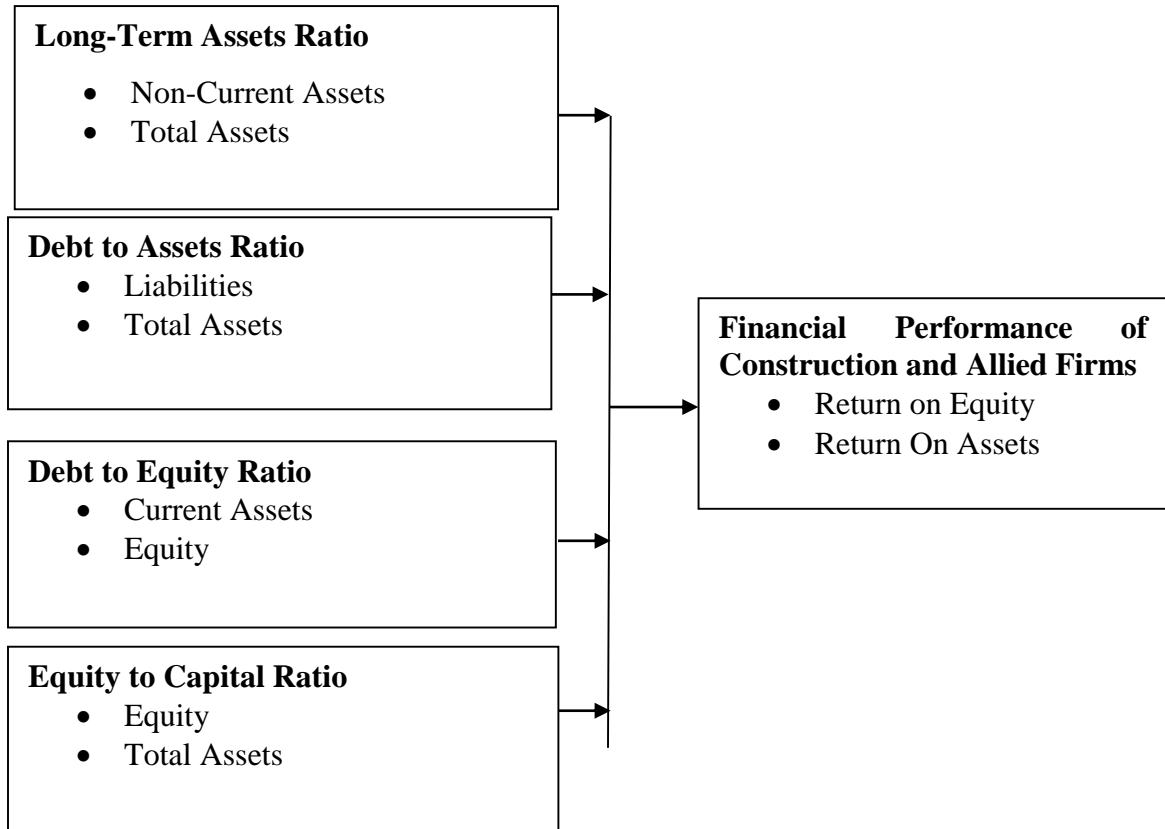 Long-Term Assets Ratio
• Non-Current Assets
• Total Assets
Debt to Assets Ratio
• Liabilities
• Total Assets
Debt to Equity Ratio
• Current Assets
• Equity
Equity to Capital Ratio
• Equity
• Total Assets
Financial Performance of
Construction and Allied Firms
• Return on Equity
• Return On Assets